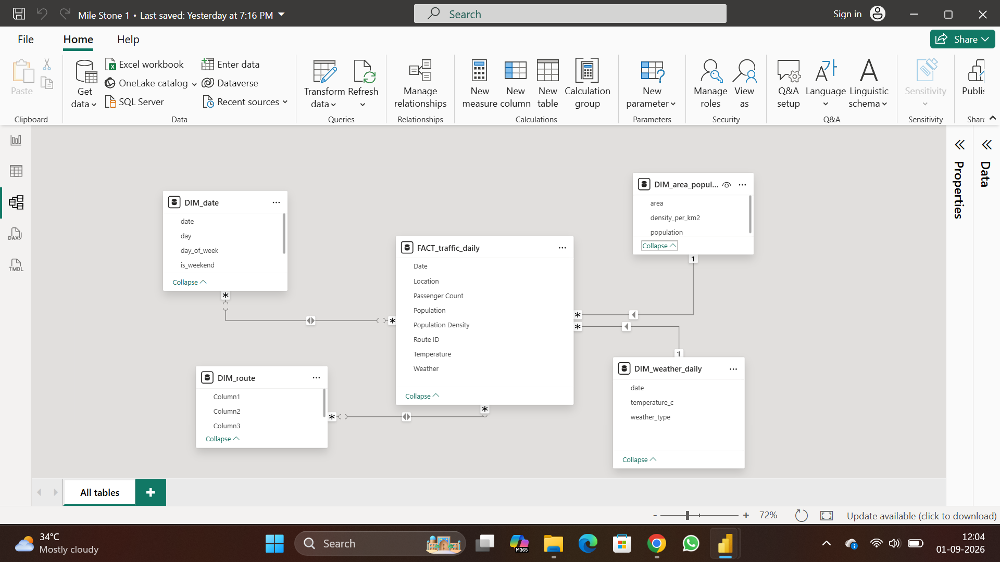 Mile Stone 1 • Last saved: Yesterday at 7:16 PM
Search
Sign in
File
Home
Help
Share
Paste
Clipboard
Get data
Excel workbook
OneLake catalog
SQL Server
Enter data
Dataverse
Recent sources
Data
Transform data
Refresh
Queries
Manage relationships
Relationships
New measure
New column
New table
Calculation group
Calculations
New parameter
Parameters
Manage roles
View as
Security
Q&A setup
Language
Linguistic schema
Q&A
Sensitivity
Sensitivity
Publis
Share
DAX
TMDL
DIM_date
date
day
day_of_week
is_weekend
Collapse
*
*
FACT_traffic_daily
Date
Location
Passenger Count
Population
Population Density
Route ID
Temperature
Weather
Collapse
*
DIM_area_popul...
area
density_per_km2
population
Collapse
1
*
*
1
DIM_route
Column1
Column2
Column3
Collapse
*
DIM_weather_daily
date
temperature_c
weather_type
Collapse
Properties
Data
All tables
+
- + 72%
Update available (click to download)
34°C
Mostly cloudy
Search
M365
12:04
01-09-2026